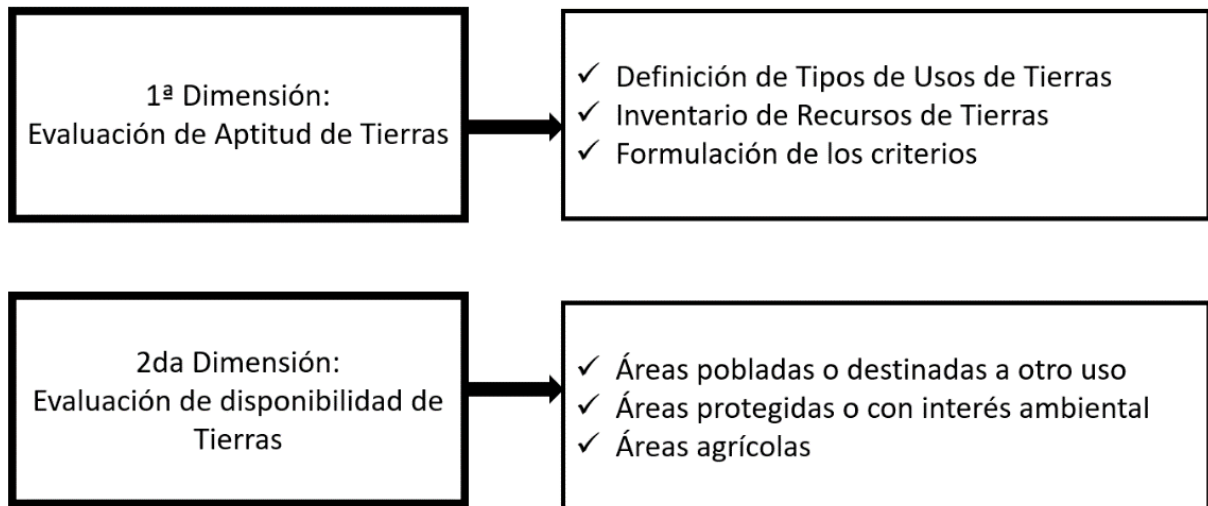 1ª Dimensión:
Evaluación de Aptitud de Tierras
✓ Definición de Tipos de Usos de Tierras
✓ Inventario de Recursos de Tierras
✓ Formulación de los criterios
2da Dimensión:
Evaluación de disponibilidad de
Tierras
✓ Áreas pobladas o destinadas a otro uso
✓ Áreas protegidas o con interés ambiental
✓ Áreas agrícolas